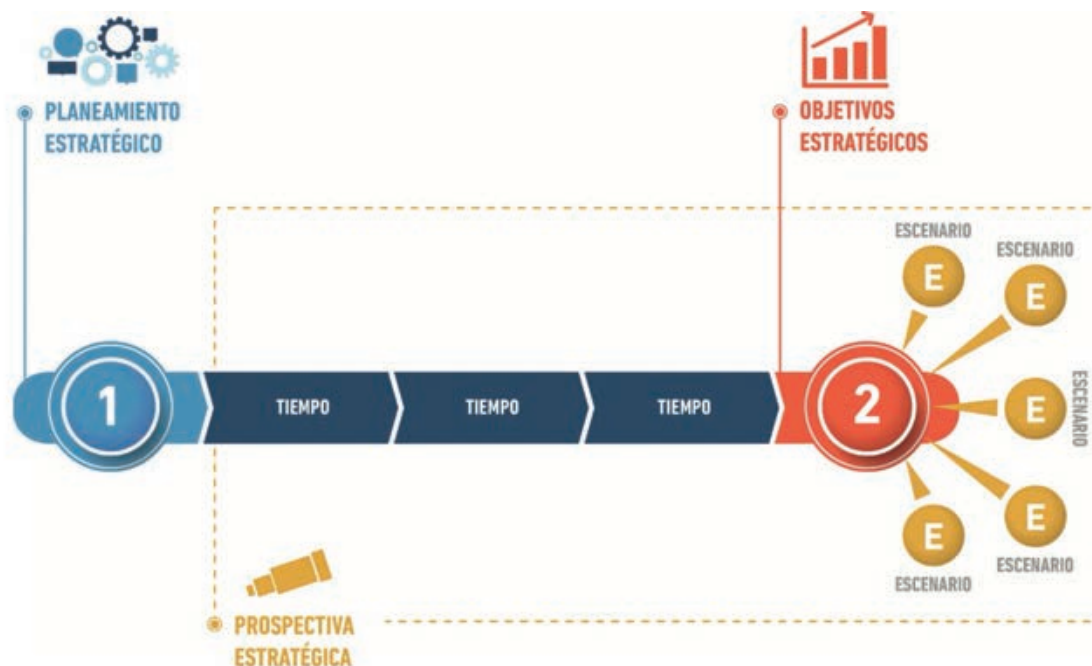 PLANEAMIENTO
ESTRATÉGICO
OBJETIVOS
ESTRATÉGICOS
ESCENARIO
E
ESCENARIO
E
1
TIEMPO
TIEMPO
TIEMPO
2
E
ESCENARIO
E
ESCENARIO
E
ESCENARIO
PROSPECTIVA
ESTRATÉGICA